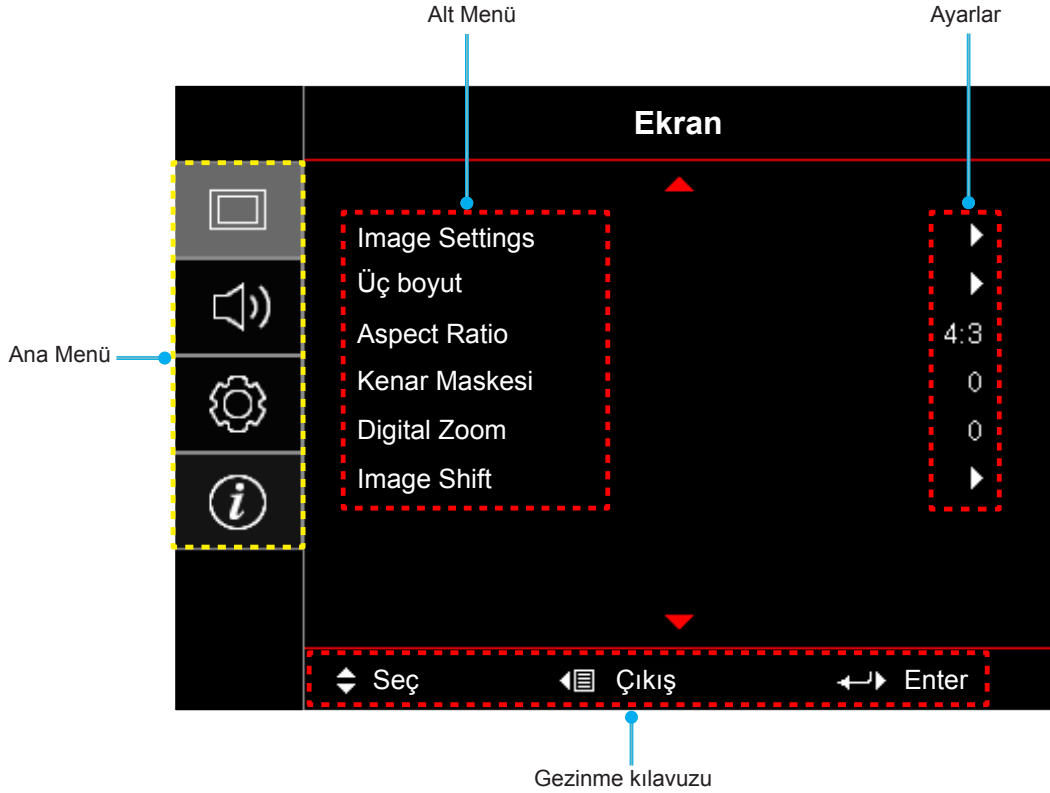 Alt Menü
Ayarlar
Ekran
Image Settings
Üç boyut
Aspect Ratio 4:3
Ana Menü
Kenar Maskesi 0
Digital Zoom 0
Image Shift
Seç Çıkış Enter
Gezinme kılavuzu